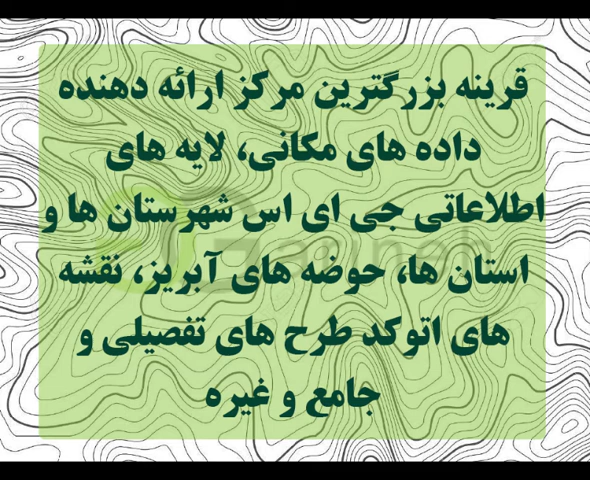 قرینه بزرگترین مرکز ارائه دهنده
داده های مکانی، لایه های
اطلاعاتی جی ای اس شهرستان ها و
استان ها، حوضه های آبریز، نقشه
های اتوکد طرح های تفصیلی و
جامع و غیره